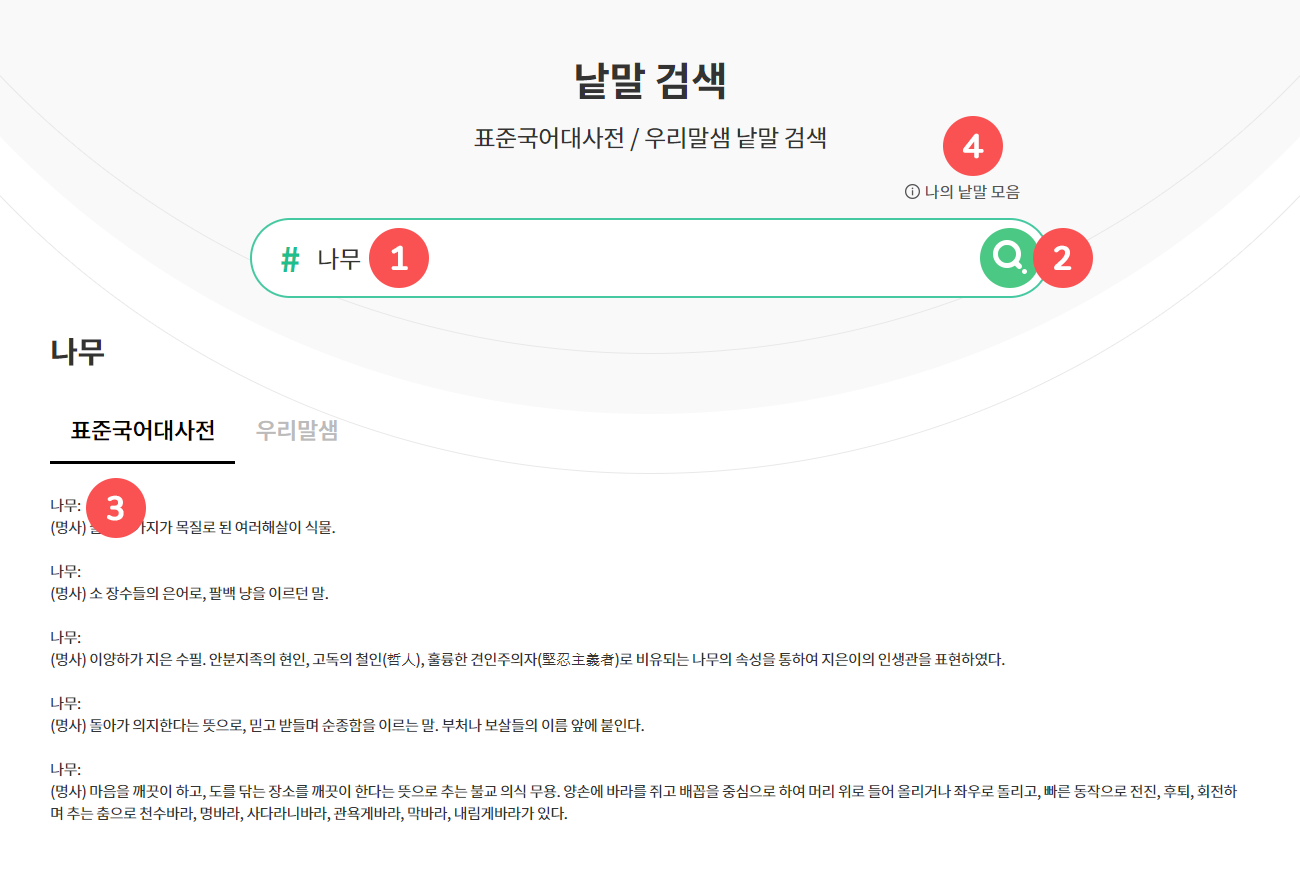 낱말 검색
표준국어대사전 / 우리말샘 낱말 검색
4
나의 낱말 모음
# 나무 1
2
나무
표준국어대사전 우리말샘
나무: 3
(명사) 가지가 목질로 된 여러해살이 식물.
나무:
(명사) 소 장수들의 은어로, 팔백 냥을 이르던 말.
나무:
(명사) 이양하가 지은 수필. 안분지족의 현인, 고독의 철인(哲人), 훌륭한 견인주의자(堅忍主義者)로 비유되는 나무의 속성을 통하여 지은이의 인생관을 표현하였다.
나무:
(명사) 돌아가 의지한다는 뜻으로, 믿고 받들며 순종함을 이르는 말. 부처나 보살들의 이름 앞에 붙인다.
나무:
(명사) 마음을 깨끗이 하고, 도를 닦는 장소를 깨끗이 한다는 뜻으로 추는 불교 의식 무용. 양손에 바라를 쥐고 배꼽을 중심으로 하여 머리 위로 들어 올리거나 좌우로 돌리고, 빠른 동작으로 전진, 후퇴, 회전하
며 추는 춤으로 천수바라, 명바라, 사다라니바라, 관욕게바라, 막바라, 내림게바라가 있다.